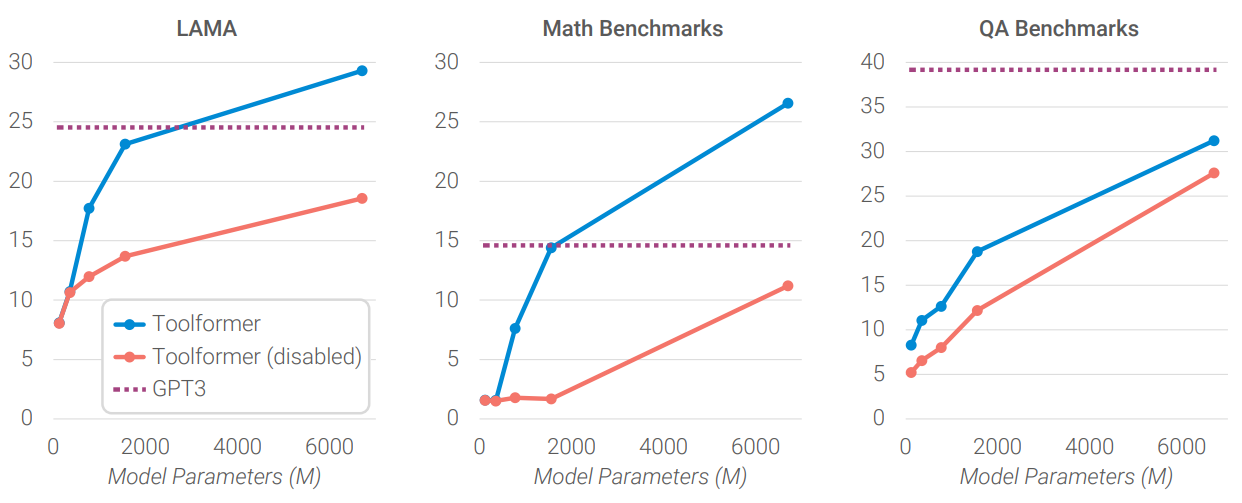 LAMA
30
25
20
15
10
5
0
0 2000 4000 6000
Model Parameters (M)
Toolformer
Toolformer (disabled)
GPT3
Math Benchmarks
30
25
20
15
10
5
0
0 2000 4000 6000
Model Parameters (M)
QA Benchmarks
40
35
30
25
20
15
10
5
0
0 2000 4000 6000
Model Parameters (M)